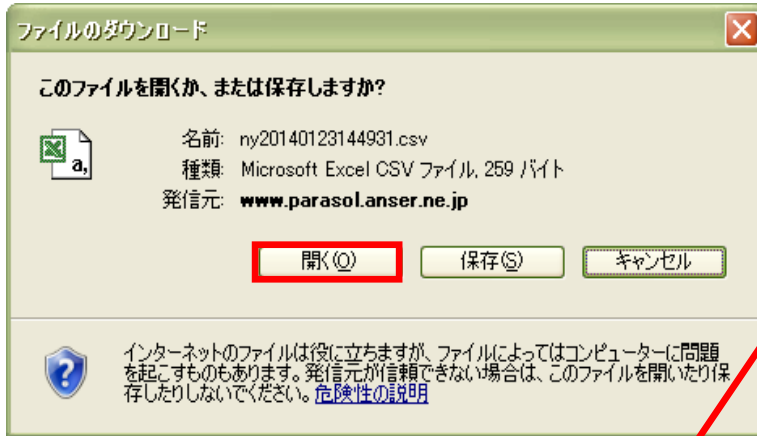 ファイルのダウンロード
このファイルを開くか、または保存しますか?
名前: ny20140123144931.csv
種類: Microsoft Excel CSV ファイル, 259 バイト
発信元: www.parasol.anser.ne.jp
開く(O) 保存(S) キャンセル
インターネットのファイルは役に立ちますが、ファイルによってはコンピューターに問題
を起こすものもあります。発信元が信頼できない場合は、このファイルを開いたり保
存したりしないでください。危険性の説明